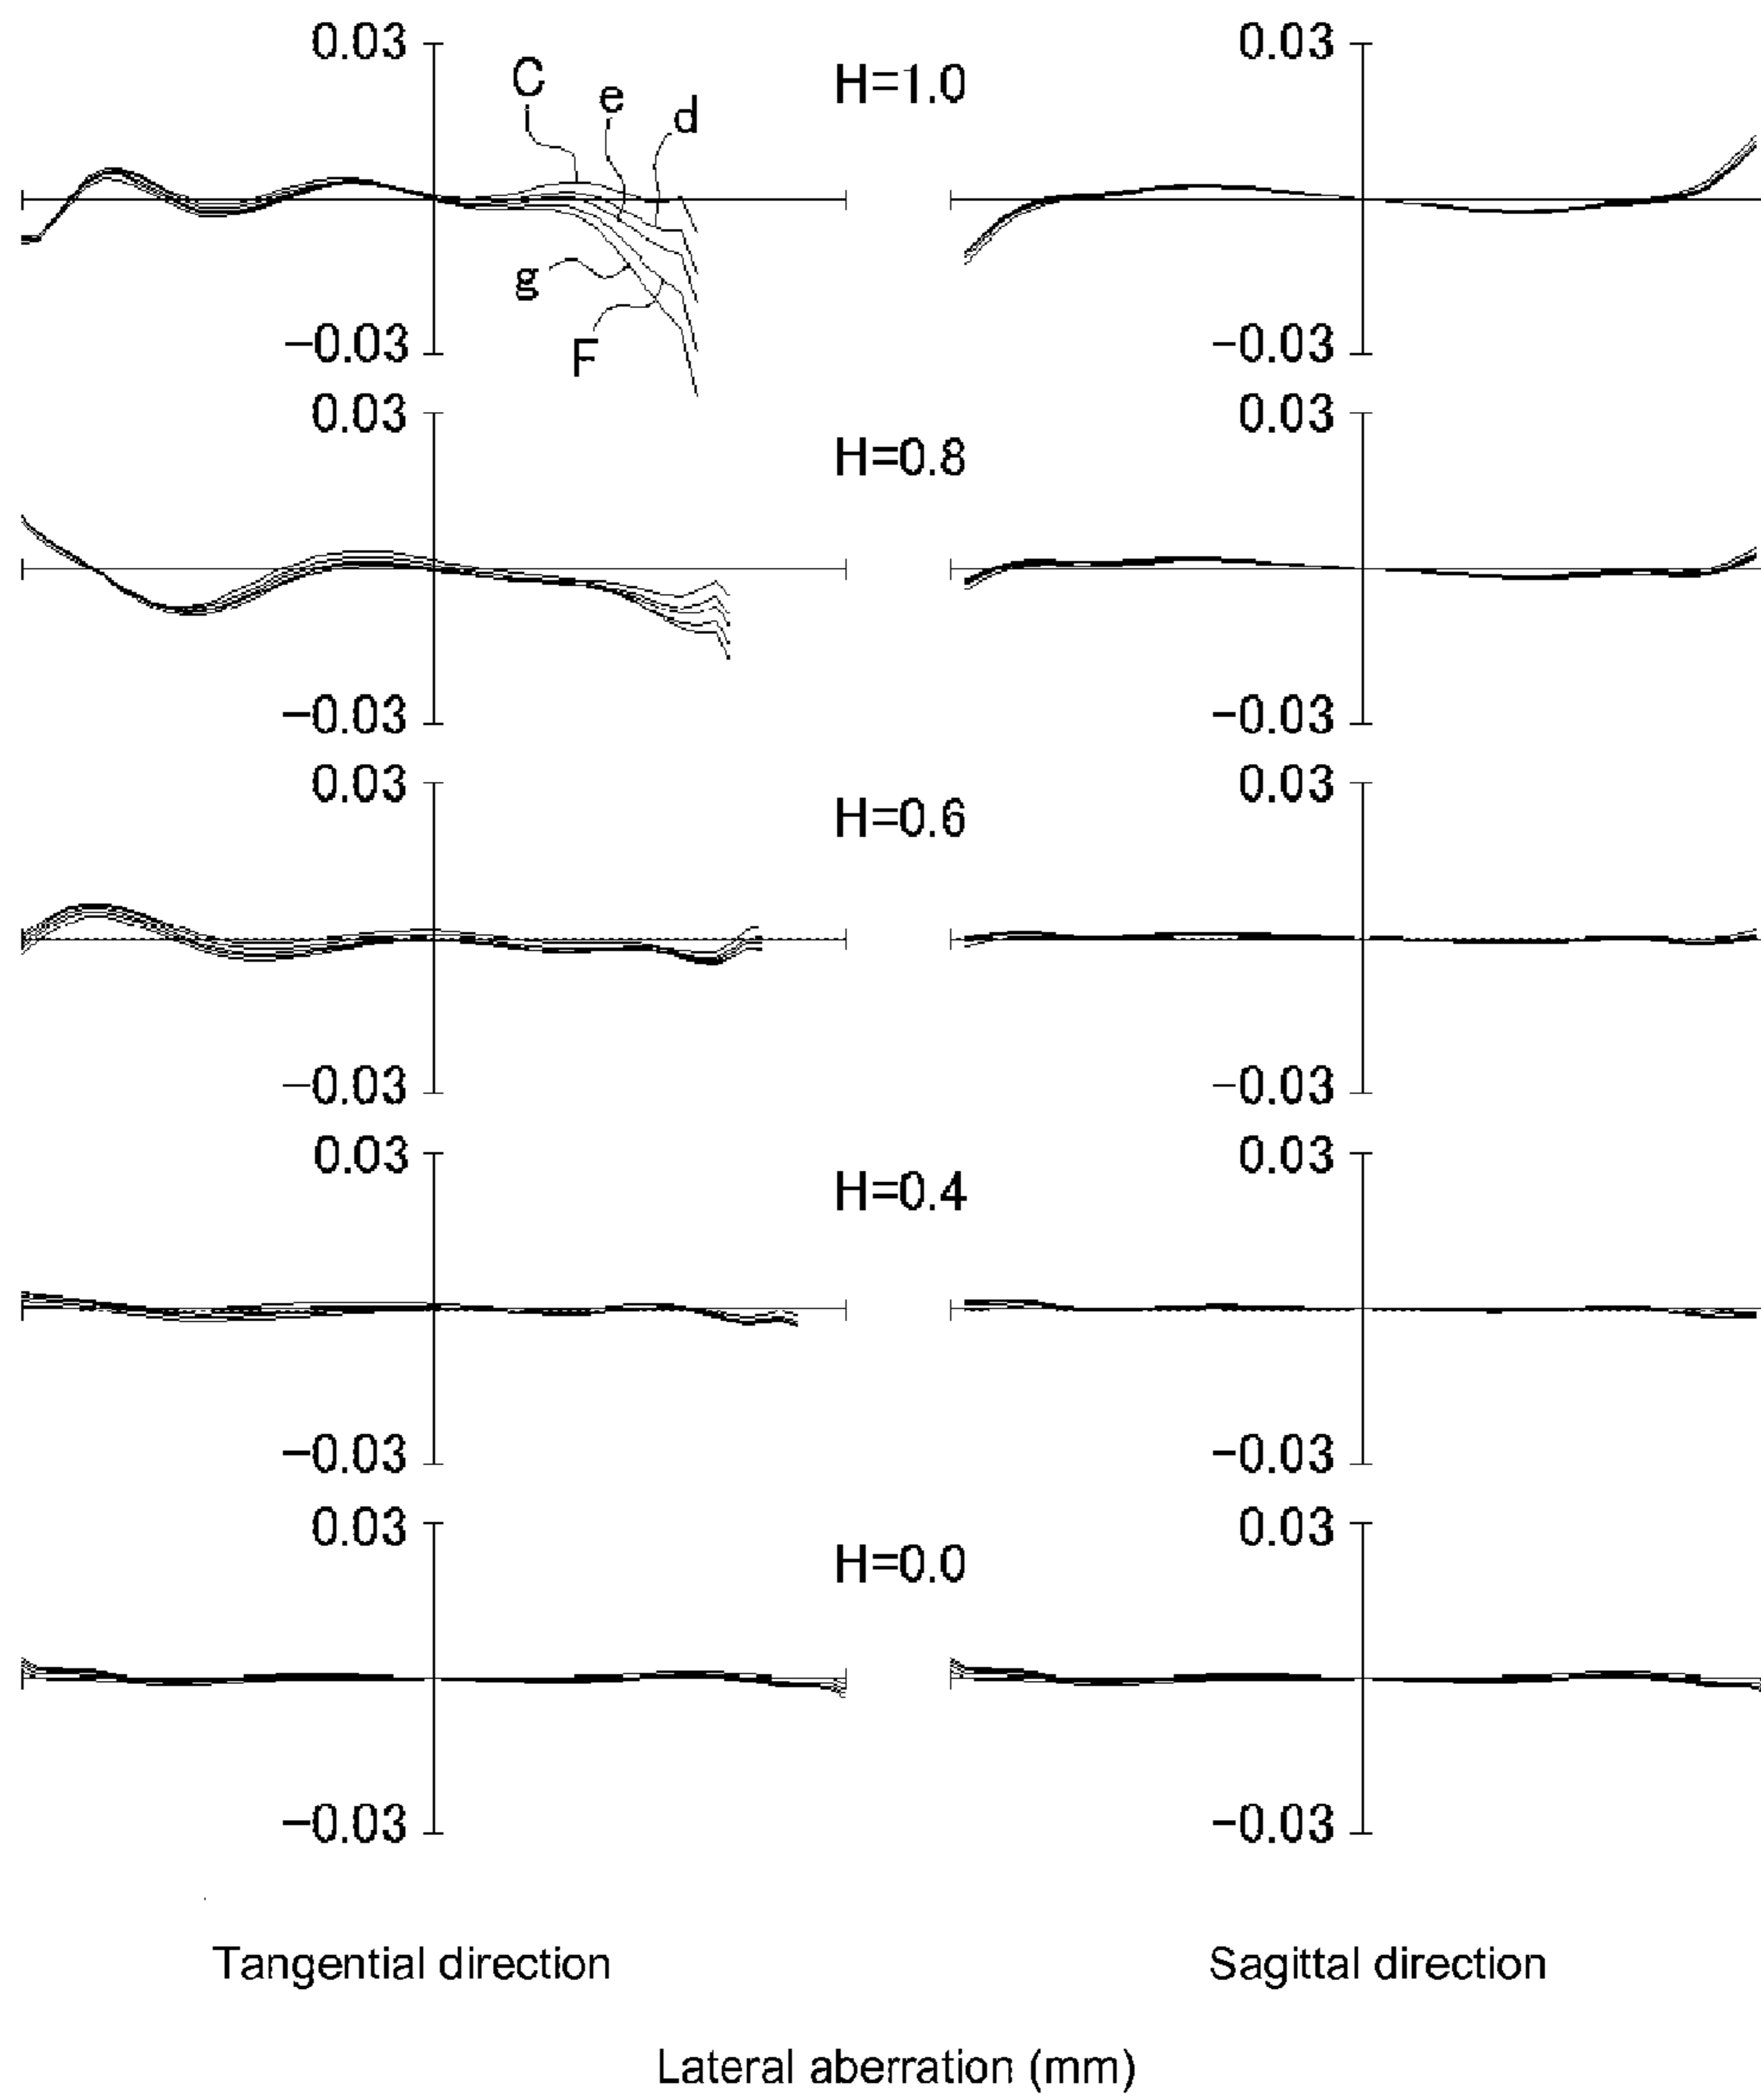 0.03 0.03
H=1.0
C e d
g
F
−0.03 −0.03
0.03 0.03
H=0.8
−0.03 −0.03
0.03 0.03
H=0.6
−0.03 −0.03
0.03 0.03
H=0.4
−0.03 −0.03
0.03 0.03
H=0.0
−0.03 −0.03
Tangential direction Sagittal direction
Lateral aberration (mm)